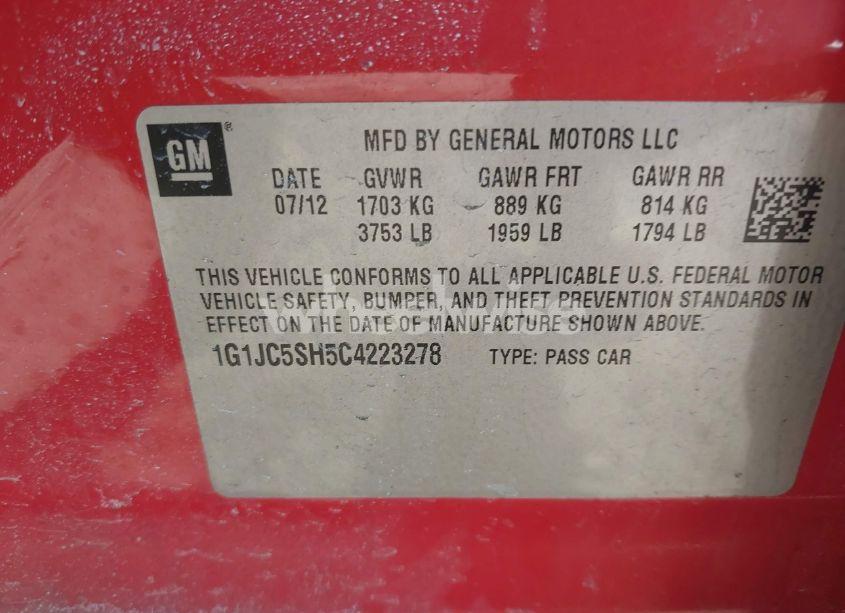 GM ®
MFD BY GENERAL MOTORS LLC
DATE GVWR GAWR FRT GAWR RR
07/12 1703 KG 889 KG 814 KG
3753 LB 1959 LB 1794 LB
THIS VEHICLE CONFORMS TO ALL APPLICABLE U.S. FEDERAL MOTOR
VEHICLE SAFETY, BUMPER, AND THEFT PREVENTION STANDARDS IN
EFFECT ON THE DATE OF MANUFACTURE SHOWN ABOVE.
1G1JC5SH5C4223278 TYPE: PASS CAR